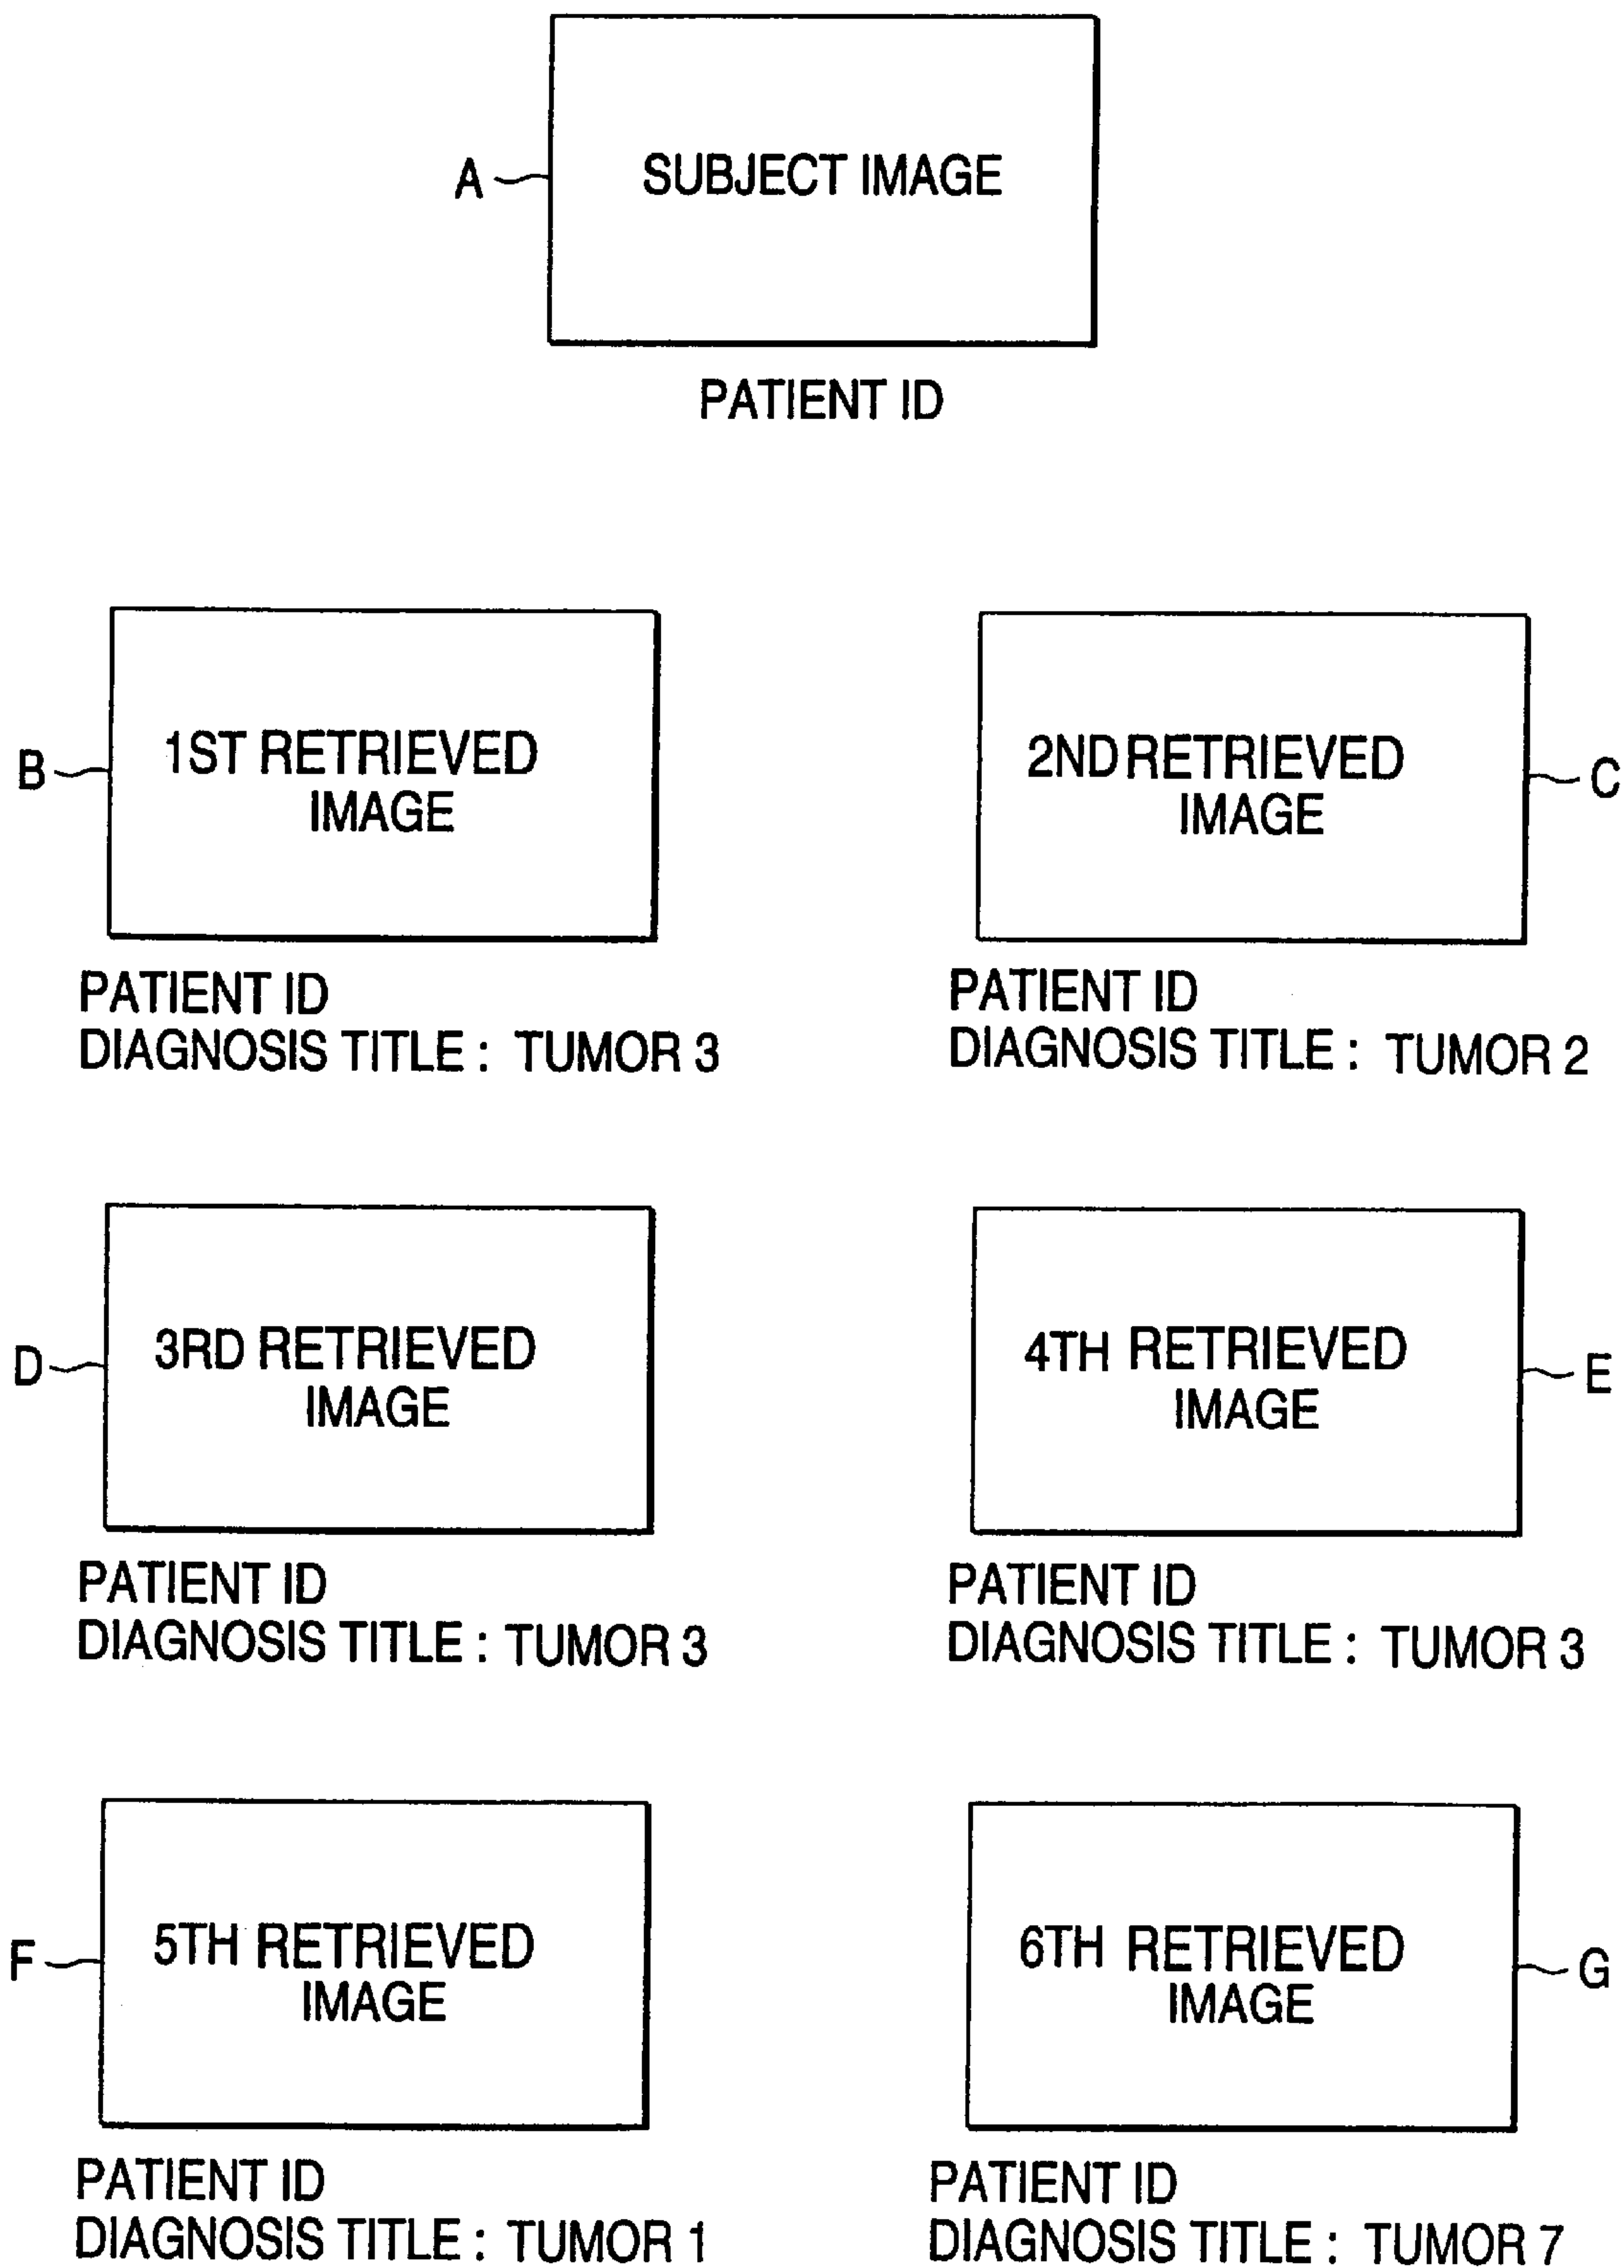 A
SUBJECT IMAGE
PATIENT ID
B
1ST RETRIEVED
IMAGE
PATIENT ID
DIAGNOSIS TITLE : TUMOR 3
2ND RETRIEVED
IMAGE
C
PATIENT ID
DIAGNOSIS TITLE : TUMOR 2
D
3RD RETRIEVED
IMAGE
PATIENT ID
DIAGNOSIS TITLE : TUMOR 3
4TH RETRIEVED
IMAGE
E
PATIENT ID
DIAGNOSIS TITLE : TUMOR 3
F
5TH RETRIEVED
IMAGE
PATIENT ID
DIAGNOSIS TITLE : TUMOR 1
6TH RETRIEVED
IMAGE
G
PATIENT ID
DIAGNOSIS TITLE : TUMOR 7